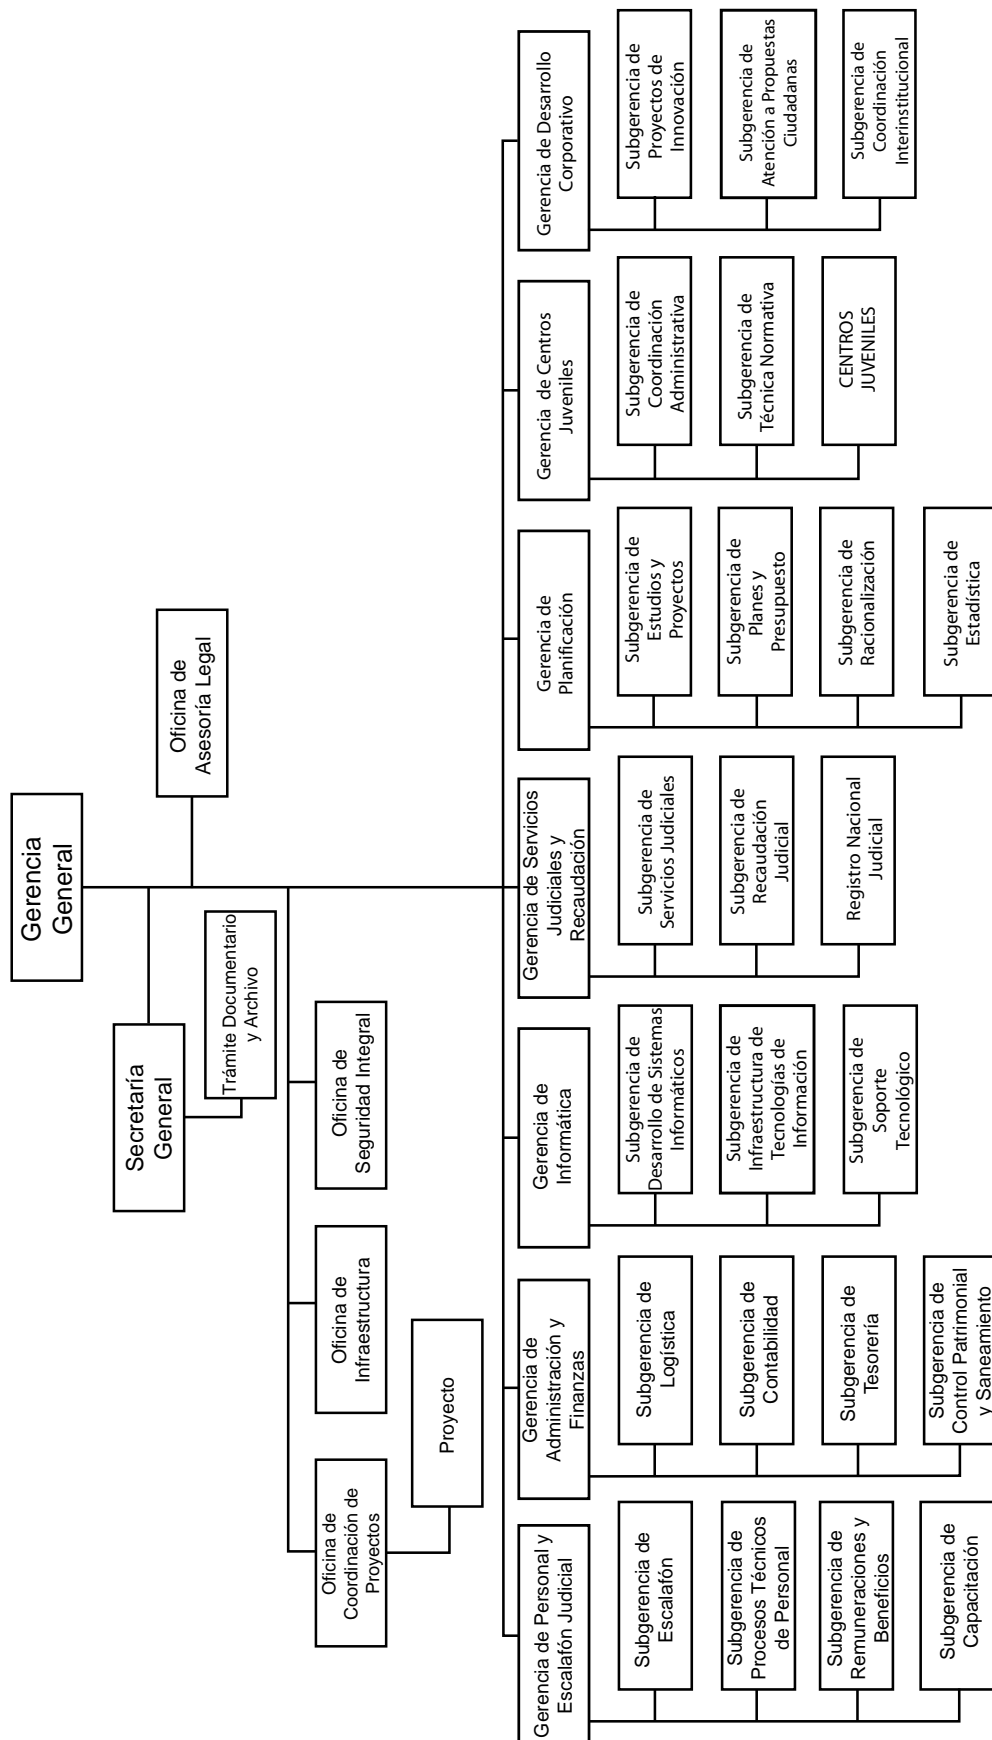 Gerencia
General
Oficina de
Asesoría Legal
Secretaría
General
Trámite Documentario
y Archivo
Oficina de
Coordinación de
Proyectos
Proyecto
Oficina de
Infraestructura
Oficina de
Seguridad Integral
Gerencia de Personal y
Escalafón Judicial
Subgerencia de
Escalafón
Subgerencia de
Procesos Técnicos
de Personal
Subgerencia de
Remuneraciones y
Beneficios
Subgerencia de
Capacitación
Gerencia de
Administración y
Finanzas
Subgerencia de
Logística
Subgerencia de
Contabilidad
Subgerencia de
Tesorería
Subgerencia de
Control Patrimonial
y Saneamiento
Gerencia de
Informática
Subgerencia de
Desarrollo de Sistemas
Informáticos
Subgerencia de
Infraestructura de
Tecnologías de
Información
Subgerencia de
Soporte
Tecnológico
Gerencia de Servicios
Judiciales y
Recaudación
Subgerencia de
Servicios Judiciales
Subgerencia de
Recaudación
Judicial
Registro Nacional
Judicial
Gerencia de
Planificación
Subgerencia de
Estudios y
Proyectos
Subgerencia de
Planes y
Presupuesto
Subgerencia de
Racionalización
Subgerencia de
Estadística
Gerencia de Centros
Juveniles
Subgerencia de
Coordinación
Administrativa
Subgerencia de
Técnica Normativa
CENTROS
JUVENILES
Gerencia de Desarrollo
Corporativo
Subgerencia de
Proyectos de
Innovación
Subgerencia de
Atención a Propuestas
Ciudadanas
Subgerencia de
Coordinación
Interinstitucional